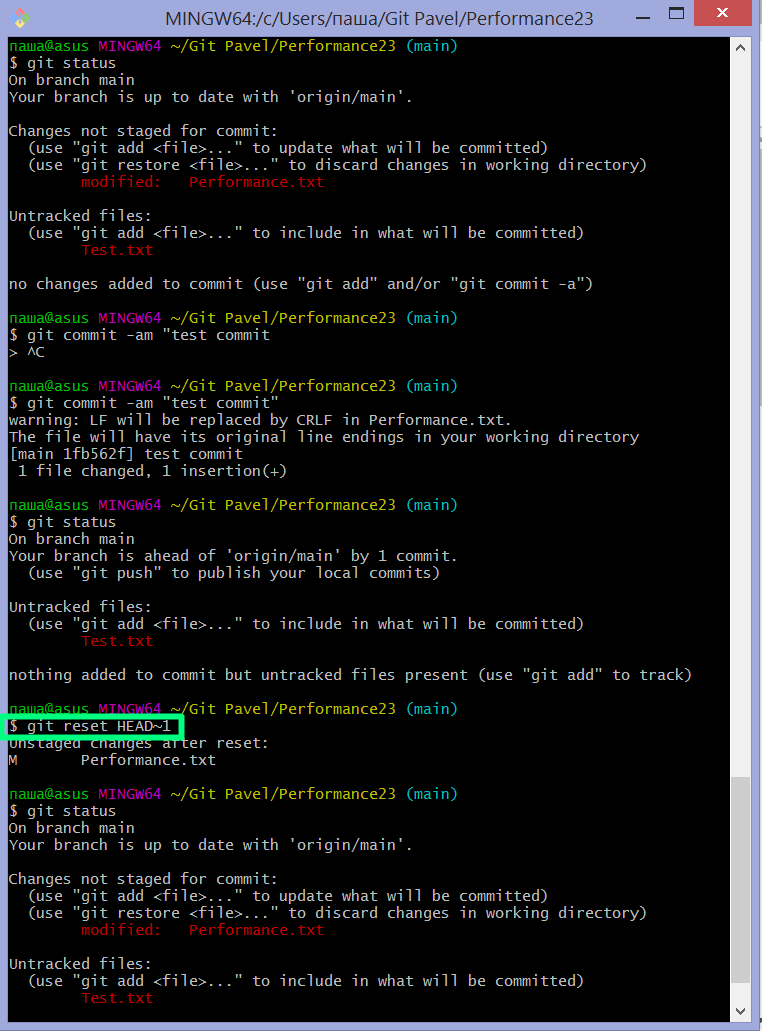 MINGW64:/c/Users/паша/Git Pavel/Performance23
паша@asus MINGW64 ~/Git Pavel/Performance23 (main)
$ git status
On branch main
Your branch is up to date with 'origin/main'.
Changes not staged for commit:
  (use "git add <file>..." to update what will be committed)
  (use "git restore <file>..." to discard changes in working directory)
        modified:   Performance.txt
Untracked files:
  (use "git add <file>..." to include in what will be committed)
        Test.txt
no changes added to commit (use "git add" and/or "git commit -a")
паша@asus MINGW64 ~/Git Pavel/Performance23 (main)
$ git commit -am "test commit
> ^C
паша@asus MINGW64 ~/Git Pavel/Performance23 (main)
$ git commit -am "test commit"
warning: LF will be replaced by CRLF in Performance.txt.
The file will have its original line endings in your working directory
[main 1fb562f] test commit
 1 file changed, 1 insertion(+)
паша@asus MINGW64 ~/Git Pavel/Performance23 (main)
$ git status
On branch main
Your branch is ahead of 'origin/main' by 1 commit.
  (use "git push" to publish your local commits)
Untracked files:
  (use "git add <file>..." to include in what will be committed)
        Test.txt
nothing added to commit but untracked files present (use "git add" to track)
паша@asus MINGW64 ~/Git Pavel/Performance23 (main)
$ git reset HEAD~1
Unstaged changes after reset:
M       Performance.txt
паша@asus MINGW64 ~/Git Pavel/Performance23 (main)
$ git status
On branch main
Your branch is up to date with 'origin/main'.
Changes not staged for commit:
  (use "git add <file>..." to update what will be committed)
  (use "git restore <file>..." to discard changes in working directory)
        modified:   Performance.txt
Untracked files:
  (use "git add <file>..." to include in what will be committed)
        Test.txt